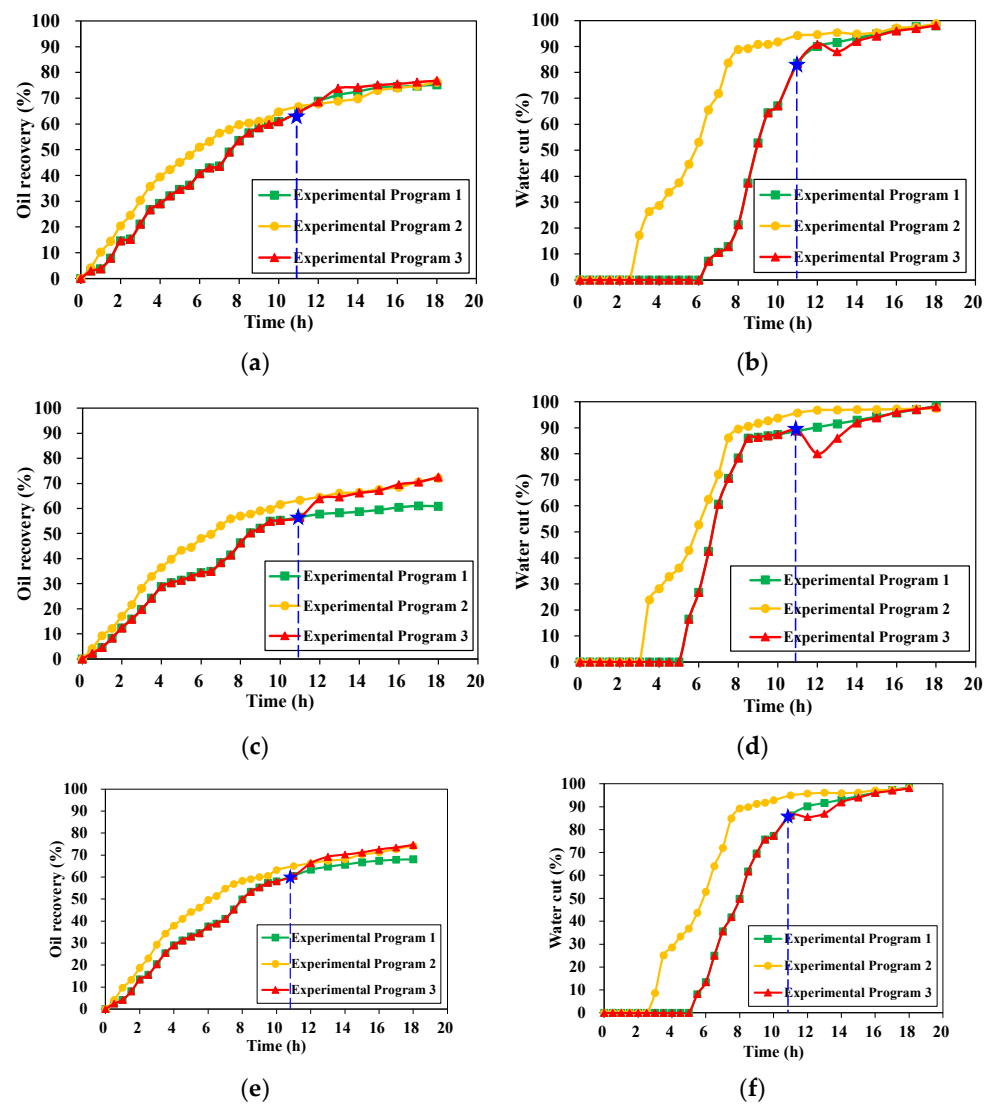 100
90
80
70
60
50
40
30
20
10
0
Oil recovery (%)
Experimental Program 1
Experimental Program 2
Experimental Program 3
0 2 4 6 8 10 12 14 16 18 20
Time (h)
(a)
100
90
80
70
60
50
40
30
20
10
0
Water cut (%)
Experimental Program 1
Experimental Program 2
Experimental Program 3
0 2 4 6 8 10 12 14 16 18 20
Time (h)
(b)
100
90
80
70
60
50
40
30
20
10
0
Oil recovery (%)
Experimental Program 1
Experimental Program 2
Experimental Program 3
0 2 4 6 8 10 12 14 16 18 20
Time (h)
(c)
100
90
80
70
60
50
40
30
20
10
0
Water cut (%)
Experimental Program 1
Experimental Program 2
Experimental Program 3
0 2 4 6 8 10 12 14 16 18 20
Time (h)
(d)
100
90
80
70
60
50
40
30
20
10
0
Oil recovery (%)
Experimental Program 1
Experimental Program 2
Experimental Program 3
0 2 4 6 8 10 12 14 16 18 20
Time (h)
(e)
100
90
80
70
60
50
40
30
20
10
0
Water cut (%)
Experimental Program 1
Experimental Program 2
Experimental Program 3
0 2 4 6 8 10 12 14 16 18 20
Time (h)
(f)